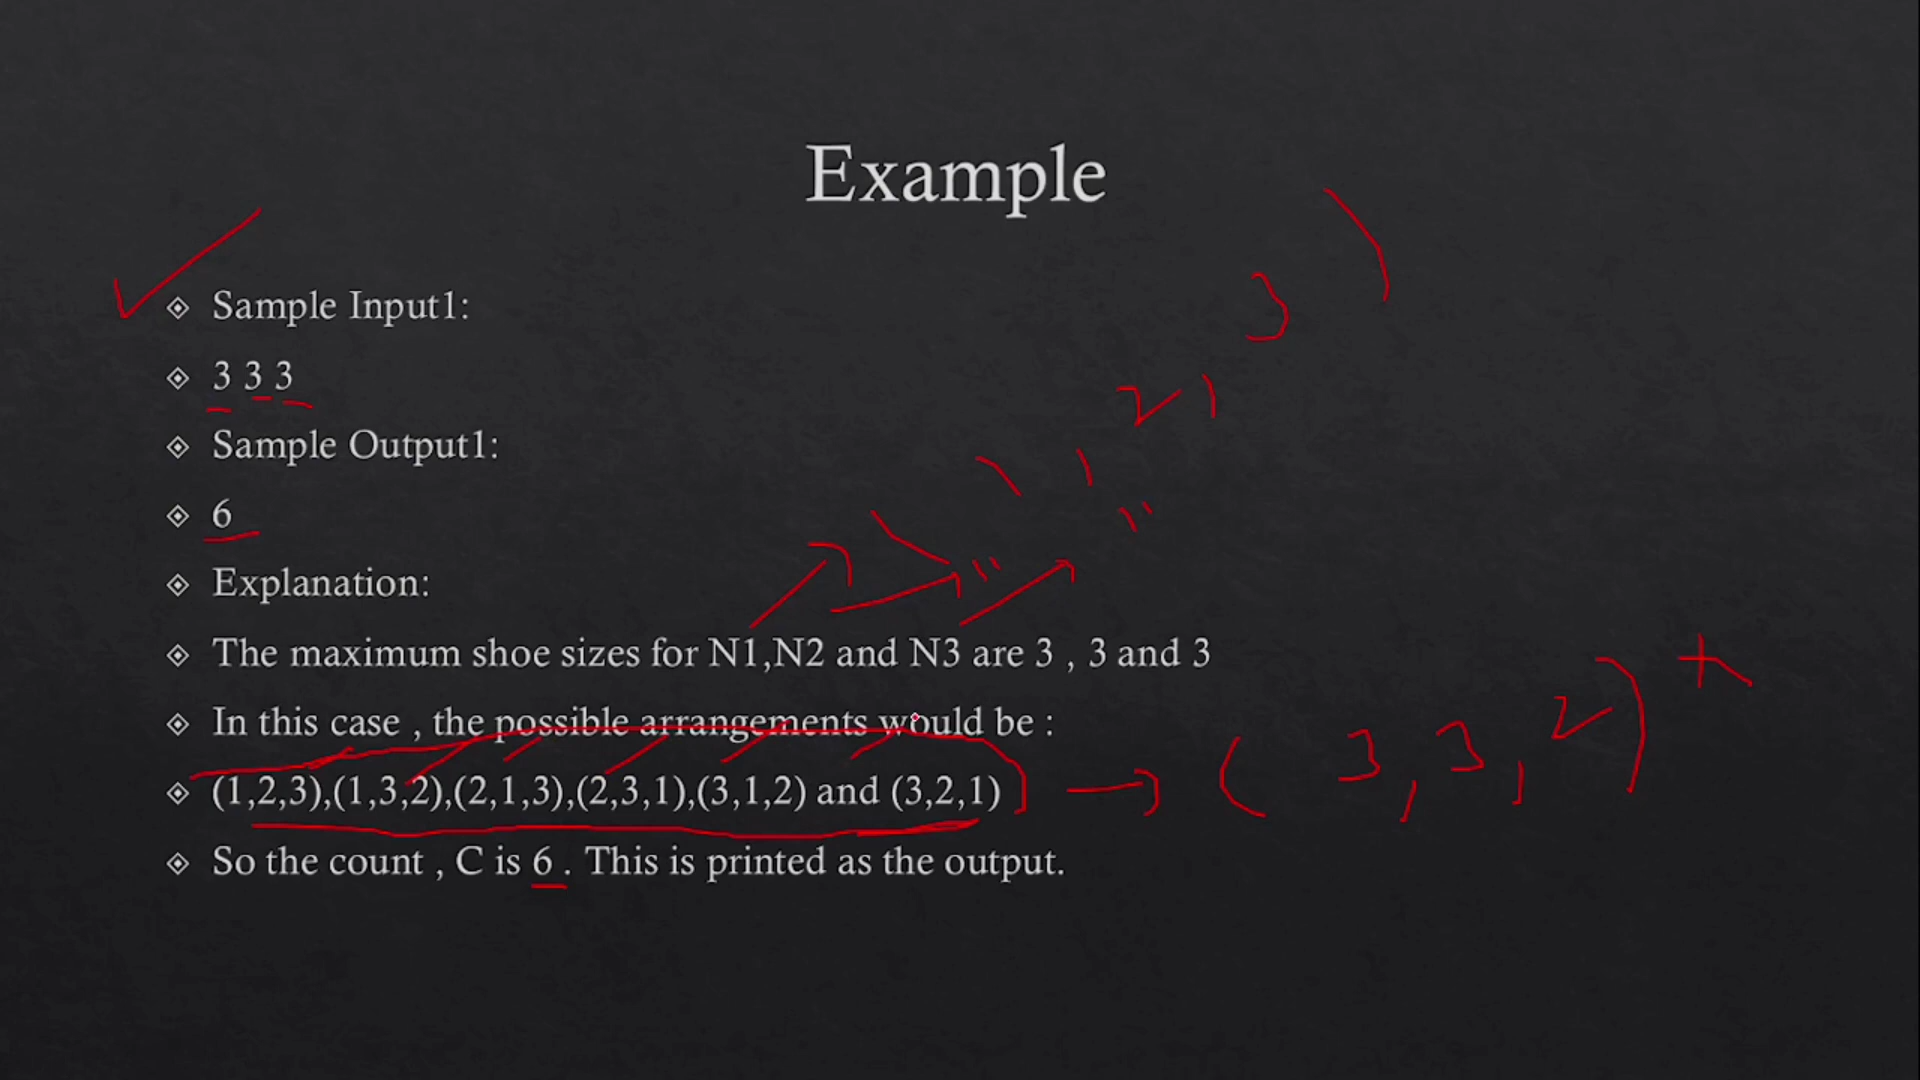 Example
Sample Input1:
3 3 3
Sample Output1:
6
Explanation:
The maximum shoe sizes for N1,N2 and N3 are 3 , 3 and 3
In this case , the possible arrangements would be :
(1,2,3),(1,3,2),(2,1,3),(2,3,1),(3,1,2) and (3,2,1)
(3,3,2)
So the count , C is 6 . This is printed as the output.